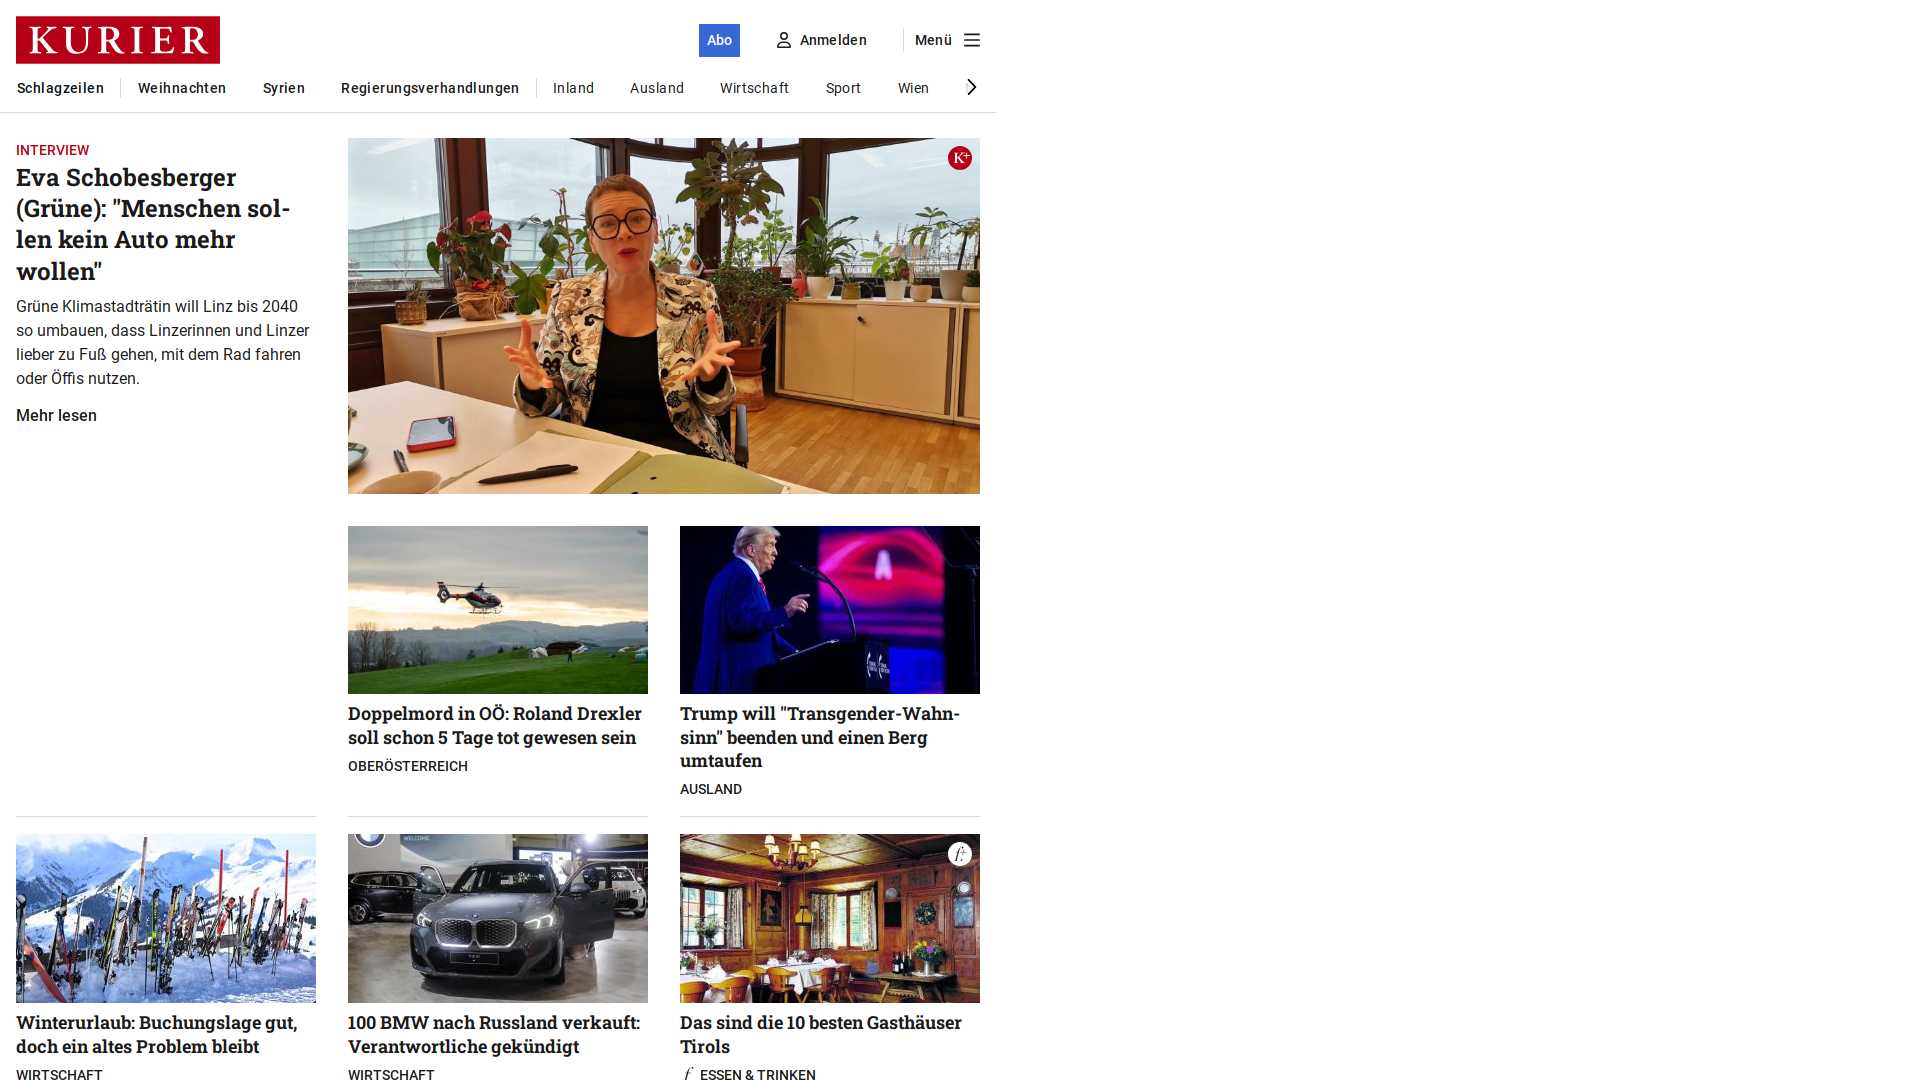 KURIER
Abo
Anmelden
Menü
Schlagzeilen
Weihnachten
Syrien
Regierungsverhandlungen
Inland
Ausland
Wirtschaft
Sport
Wien
INTERVIEW
Eva Schobesberger
(Grüne): "Menschen sol-
len kein Auto mehr
wollen"
Grüne Klimastadträtin will Linz bis 2040
so umbauen, dass Linzerinnen und Linzer
lieber zu Fuß gehen, mit dem Rad fahren
oder Öffis nutzen.
Mehr lesen
K+
Doppelmord in OÖ: Roland Drexler
soll schon 5 Tage tot gewesen sein
OBERÖSTERREICH
Trump will "Transgender-Wahn-
sinn" beenden und einen Berg
umtaufen
AUSLAND
Winterurlaub: Buchungslage gut,
doch ein altes Problem bleibt
WIRTSCHAFT
WELCOME
100 BMW nach Russland verkauft:
Verantwortliche gekündigt
WIRTSCHAFT
f+
Das sind die 10 besten Gasthäuser
Tirols
f ESSEN & TRINKEN